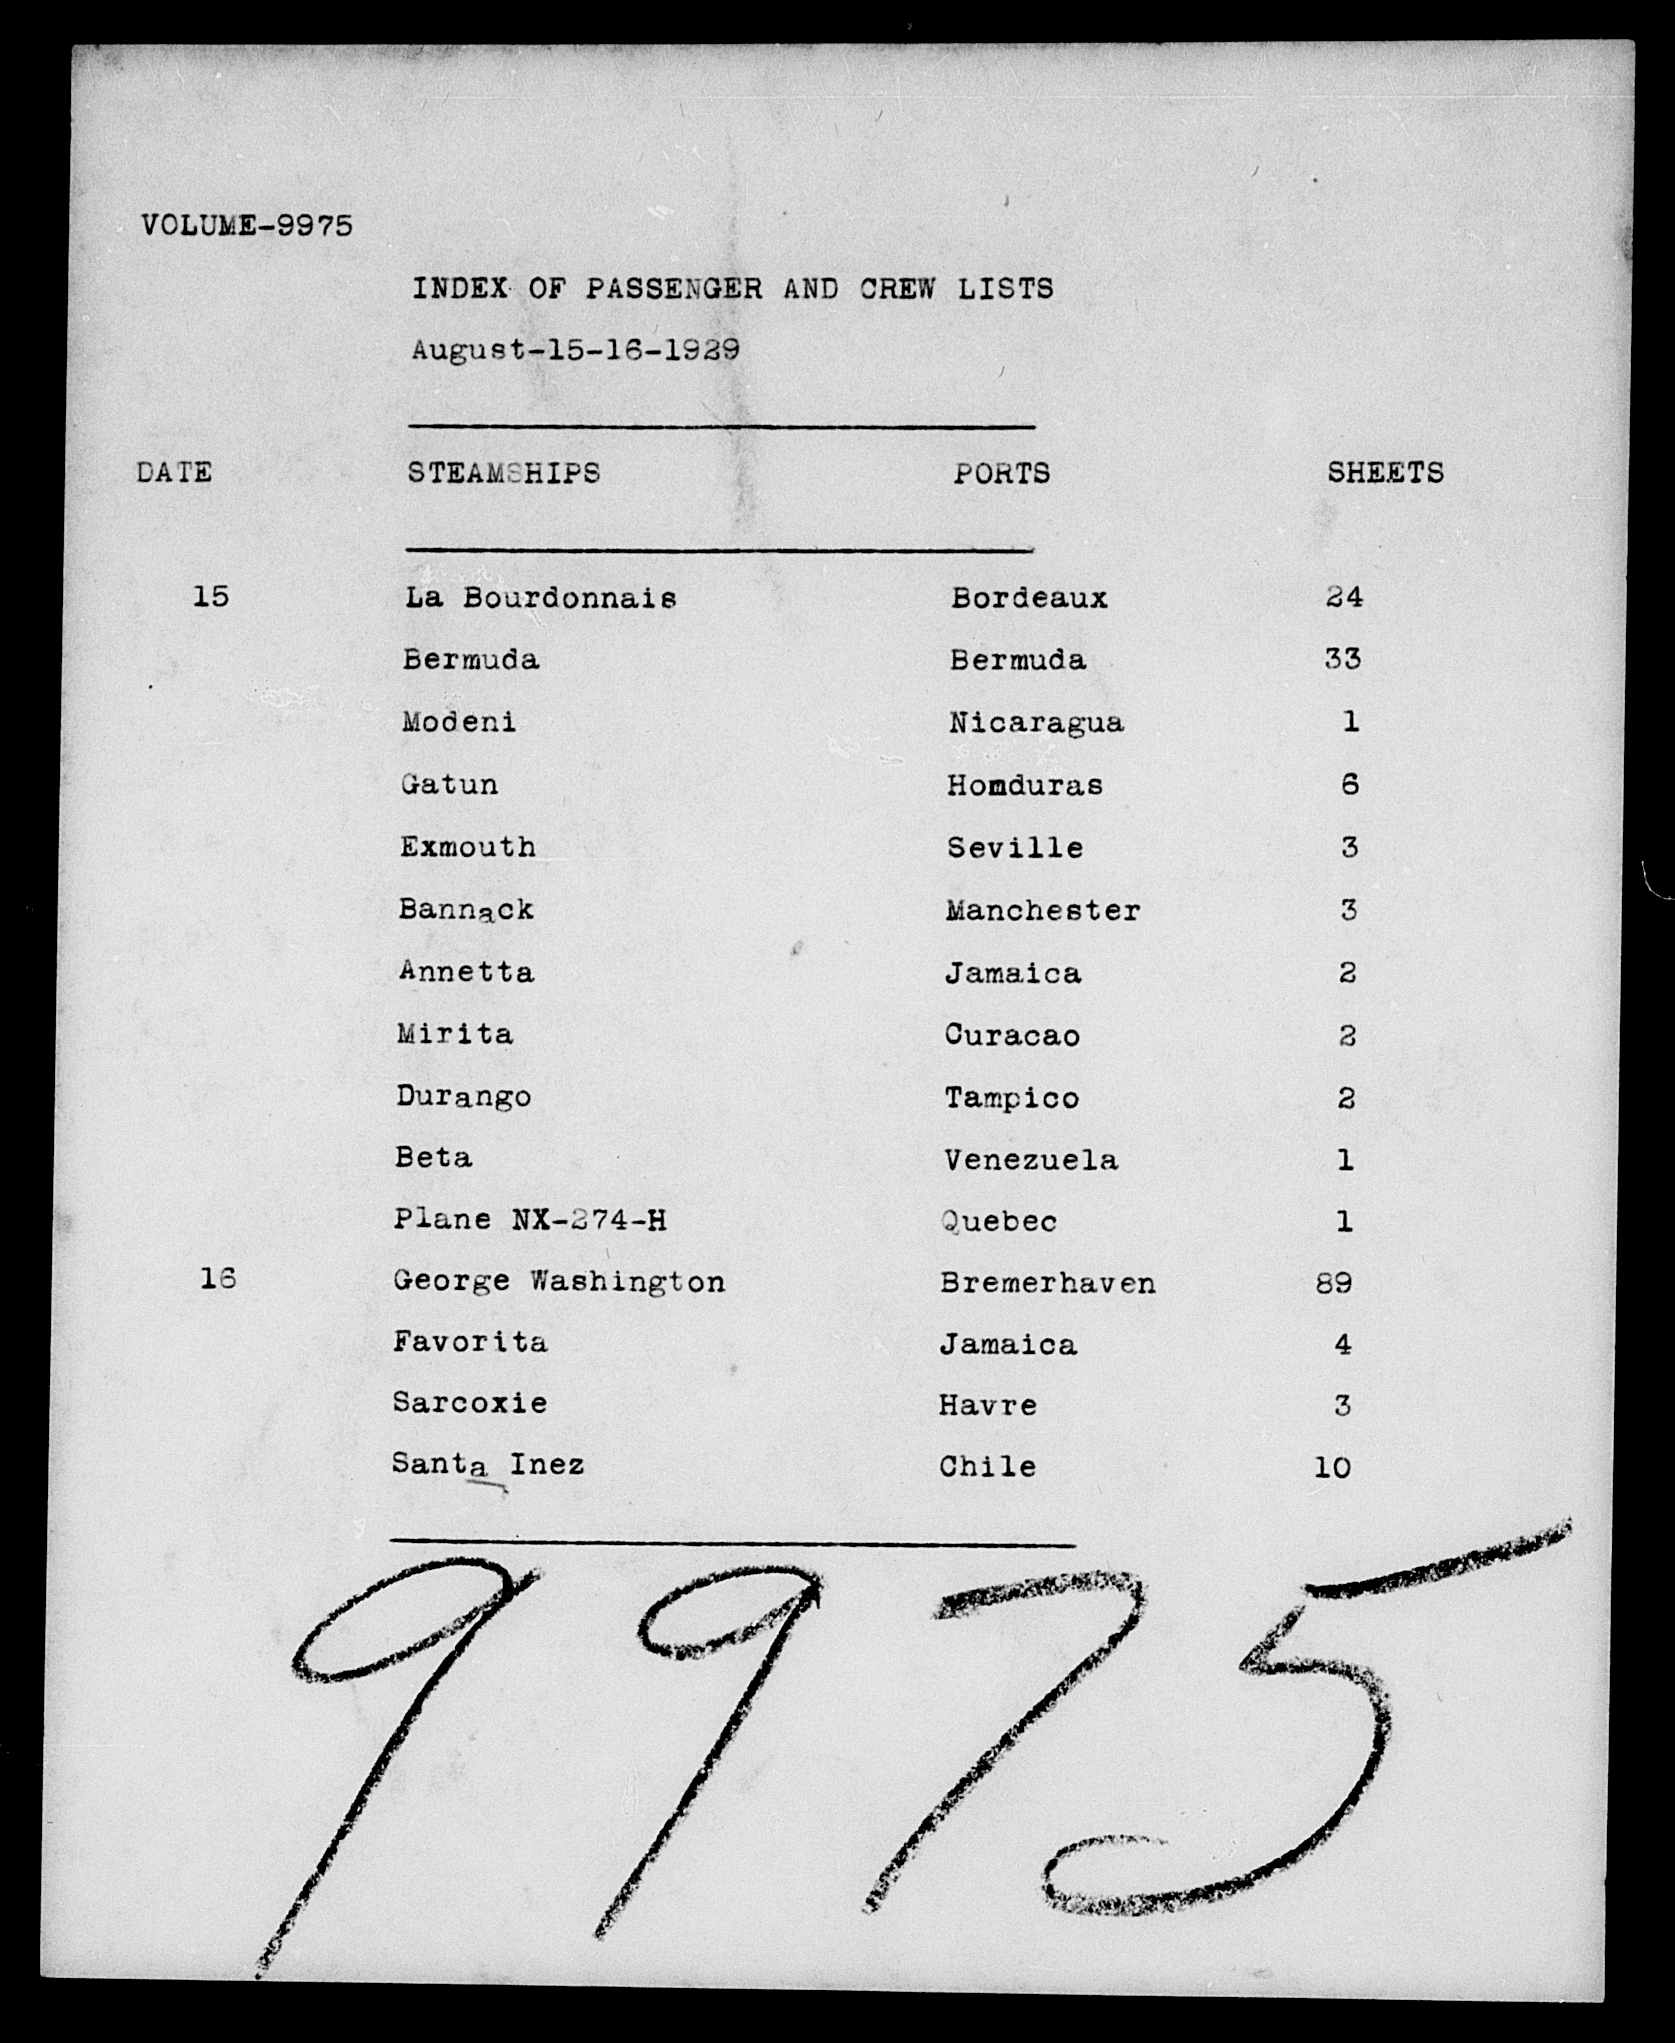 VOLUME-9975
INDEX OF PASSENGER AND CREW LISTS
August-15-16-1929
DATE STEAMSHIPS PORTS SHEETS
15 La Bourdonnais Bordeaux 24
Bermuda Bermuda 33
Modeni Nicaragua 1
Gatun Honduras 6
Exmouth Seville 3
Bannack Manchester 3
Annetta Jamaica 2
Mirita Curacao 2
Durango Tampico 2
Beta Venezuela 1
Plane NX-274-H Quebec 1
16 George Washington Bremerhaven 89
Favorita Jamaica 4
Sarcoxie Havre 3
Santa Inez Chile 10
9975